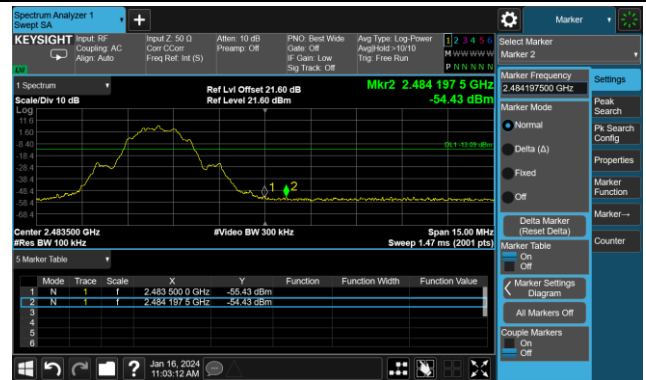 Spectrum Analyzer 1
Swept SA
+
Marker
KEYSIGHT Input: RF Input Z: 50 Ω Atten: 10 dB PNO: Best Wide Avg Type: Log-Power 1 2 3 4 5 6
Coupling: AC Corr CCorr Preamp: Off Gate: Off Avg|Hold:>10/10 M W W W W W
Align: Auto Freq Ref: Int (S) IF Gain: Low Trig: Free Run
Sig Track: Off P N N N N N
Select Marker
Marker 2
1 Spectrum
Ref Lvl Offset 21.60 dB
Mkr2 2.484 197 5 GHz
Scale/Div 10 dB
Ref Level 21.60 dBm
-54.43 dBm
Log
11.6
1.60
-8.40
DL1 -13.09 dBm
-18.4
-28.4
-38.4
-48.4
-58.4
-68.4
1
2
Center 2.483500 GHz #Video BW 300 kHz Span 15.00 MHz
#Res BW 100 kHz Sweep 1.47 ms (2001 pts)
5 Marker Table
Mode Trace Scale X Y Function Function Width Function Value
1 N 1 f 2.483 500 0 GHz -55.43 dBm
2 N 1 f 2.484 197 5 GHz -54.43 dBm
3
4
5
6
Marker Frequency
2.484197500 GHz
Marker Mode
Normal
Delta (Δ)
Fixed
Off
Delta Marker
(Reset Delta)
Marker Table
On
Off
Marker Settings
Diagram
All Markers Off
Couple Markers
On
Off
Settings
Peak
Search
Pk Search
Config
Properties
Marker
Function
Marker→
Counter
?
Jan 16, 2024
11:03:12 AM